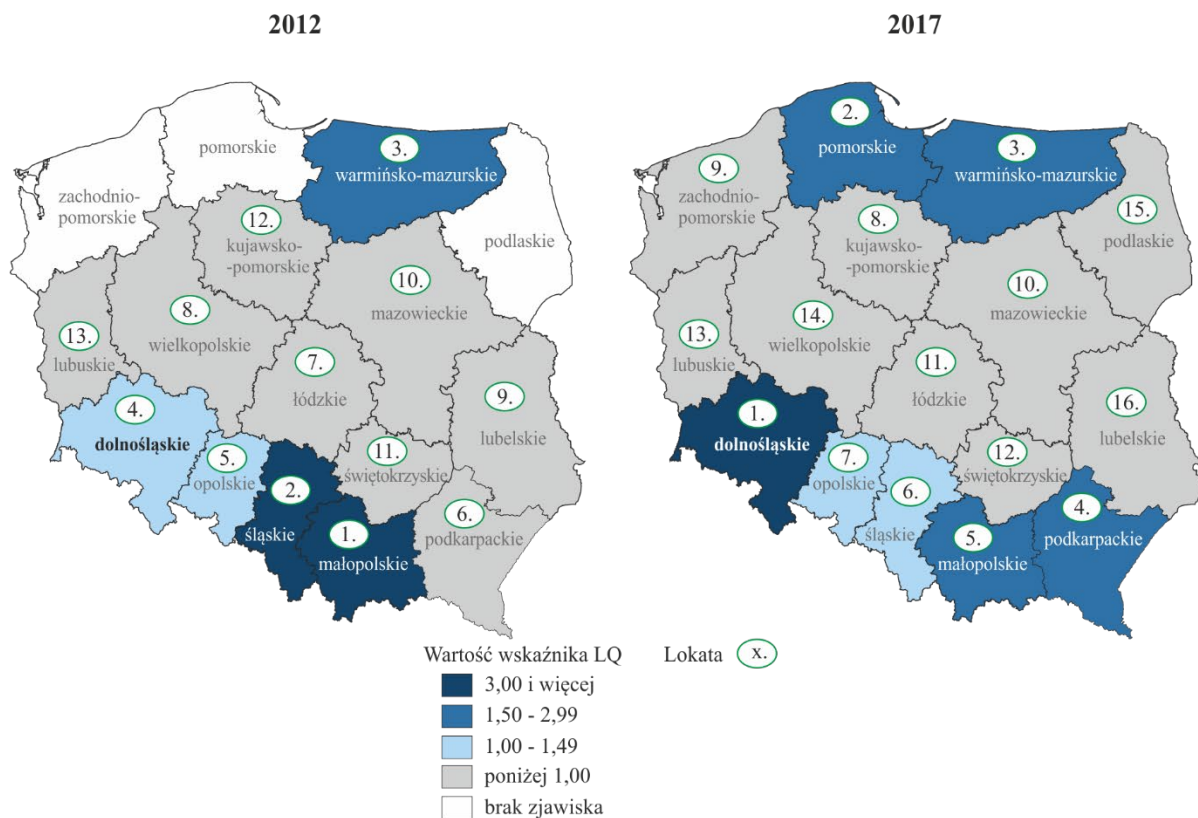 2012
pomorskie
3.
warmińsko-mazurskie
zachodnio-
pomorskie
12.
kujawsko-
-pomorskie
podlaskie
10.
mazowieckie
8.
wielkopolskie
13.
lubuskie
7.
łódzkie
9.
lubelskie
4.
dolnośląskie
5.
opolskie
11.
świętokrzyskie
2.
śląskie
1.
małopolskie
6.
podkarpackie
2017
2.
pomorskie
3.
warmińsko-mazurskie
9.
zachodnio-
pomorskie
8.
kujawsko-
-pomorskie
15.
podlaskie
10.
mazowieckie
14.
wielkopolskie
13.
lubuskie
11.
łódzkie
16.
lubelskie
1.
dolnośląskie
7.
opolskie
12.
świętokrzyskie
6.
śląskie
5.
małopolskie
4.
podkarpackie
Wartość wskaźnika LQ
Lokata x.
3,00 i więcej
1,50 - 2,99
1,00 - 1,49
poniżej 1,00
brak zjawiska